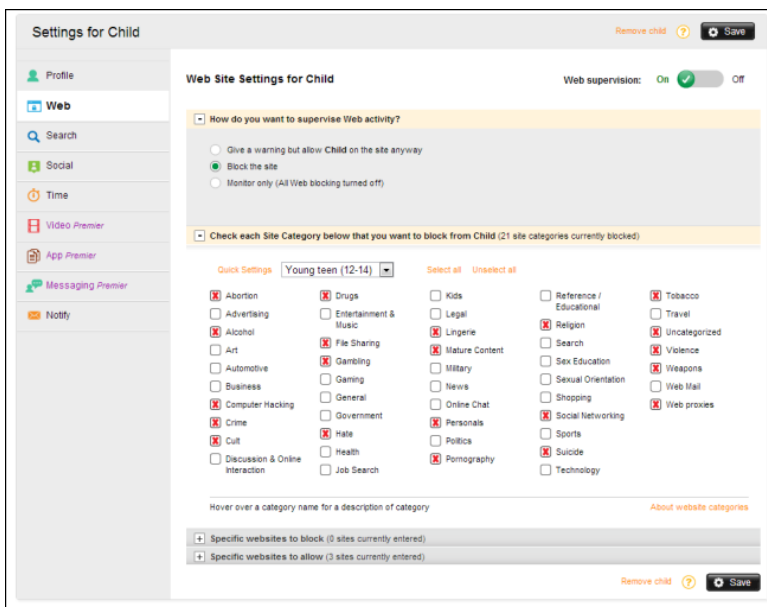 Settings for Child
Remove child ? Save
Profile
Web
Search
Social
Time
Video Premier
App Premier
Messaging Premier
Notify
Web Site Settings for Child
Web supervision: On Off
How do you want to supervise Web activity?
Give a warning but allow Child on the site anyway
Block the site
Monitor only (All Web blocking turned off)
Check each Site Category below that you want to block from Child (21 site categories currently blocked)
Quick Settings Young teen (12-14) Select all Unselect all
Abortion
Advertising
Alcohol
Art
Automotive
Business
Computer Hacking
Crime
Cult
Discussion & Online
Interaction
Drugs
Entertainment &
Music
File Sharing
Gambling
Gaming
General
Government
Hate
Health
Job Search
Kids
Legal
Lingerie
Mature Content
Military
News
Online Chat
Personals
Politics
Pornography
Reference /
Educational
Religion
Search
Sex Education
Sexual Orientation
Shopping
Social Networking
Sports
Suicide
Technology
Tobacco
Travel
Uncategorized
Violence
Weapons
Web Mail
Web proxies
Hover over a category name for a description of category
About website categories
Specific websites to block (0 sites currently entered)
Specific websites to allow (3 sites currently entered)
Remove child ? Save